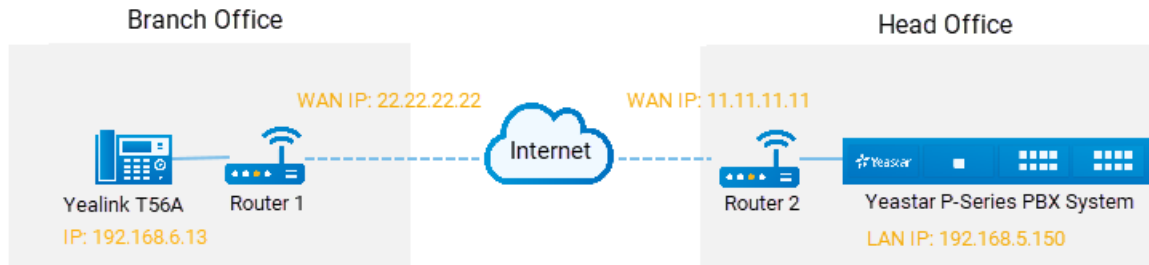 Branch Office
Head Office
WAN IP: 22.22.22.22
WAN IP: 11.11.11.11
Internet
Yeastar
Yealink T56A
Router 1
Router 2
Yeastar P-Series PBX System
IP: 192.168.6.13
LAN IP: 192.168.5.150